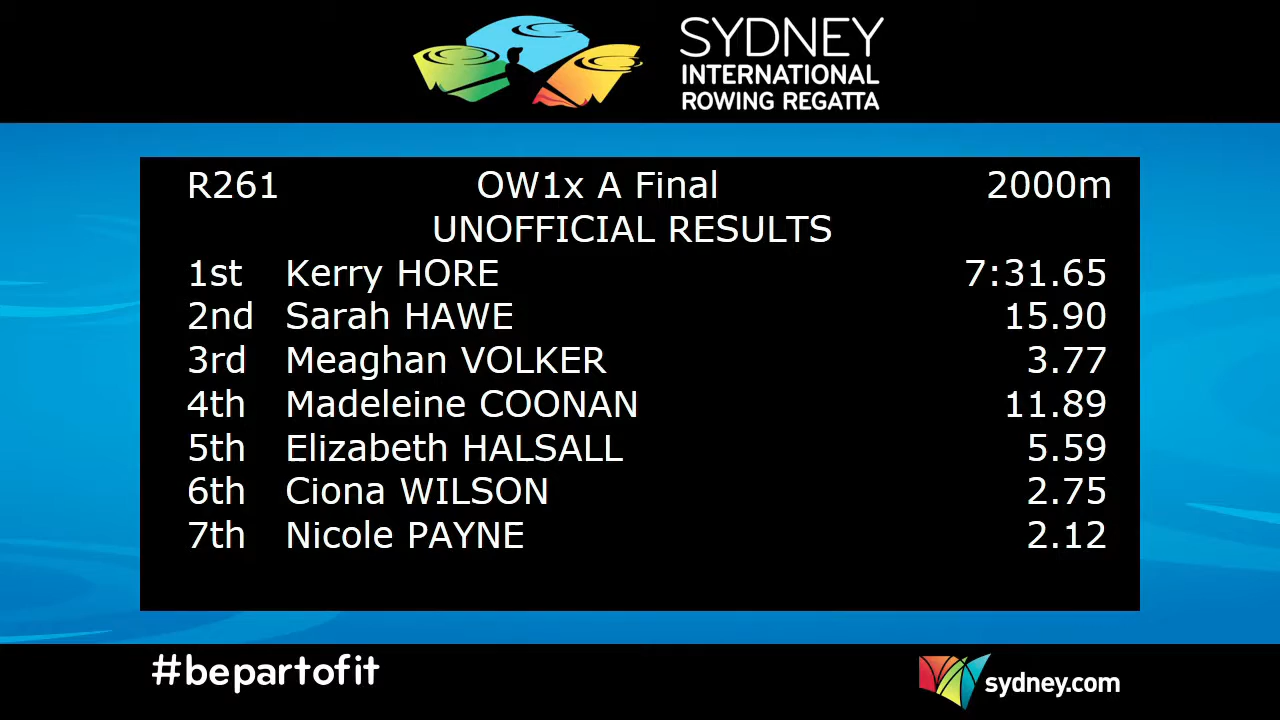 SYDNEY
INTERNATIONAL
ROWING REGATTA
R261 OW1x A Final 2000m
UNOFFICIAL RESULTS
1st Kerry HORE 7:31.65
2nd Sarah HAWE 15.90
3rd Meaghan VOLKER 3.77
4th Madeleine COONAN 11.89
5th Elizabeth HALSALL 5.59
6th Ciona WILSON 2.75
7th Nicole PAYNE 2.12
#bepartofit
sydney.com